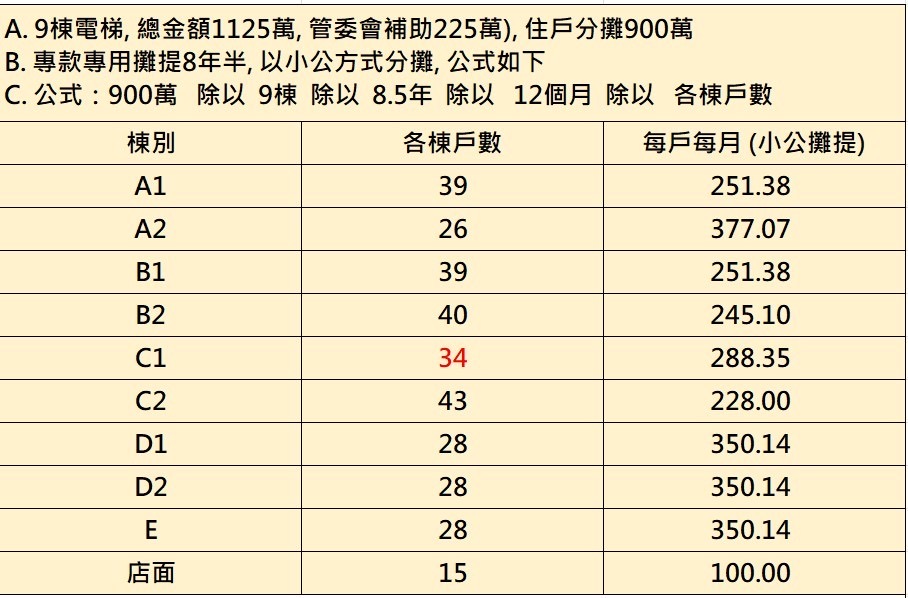 A. 9棟電梯, 總金額1125萬, 管委會補助225萬), 住戶分攤900萬
B. 專款專用攤提8年半, 以小公方式分攤, 公式如下
C. 公式：900萬 除以 9棟 除以 8.5年 除以 12個月 除以 各棟戶數
棟別 各棟戶數 每戶每月 (小公攤提)
A1 39 251.38
A2 26 377.07
B1 39 251.38
B2 40 245.10
C1 34 288.35
C2 43 228.00
D1 28 350.14
D2 28 350.14
E 28 350.14
店面 15 100.00